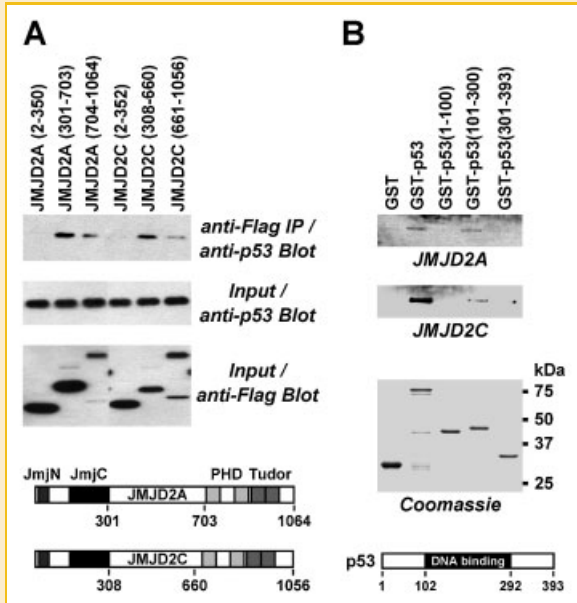 A
JMJD2A (2-350)
JMJD2A (301-703)
JMJD2A (704-1064)
JMJD2C (2-352)
JMJD2C (308-660)
JMJD2C (661-1056)
anti-Flag IP /
anti-p53 Blot
Input /
anti-p53 Blot
Input /
anti-Flag Blot
JmjN JmjC PHD Tudor
JMJD2A
301 703 1064
JMJD2C
308 660 1056
B
GST
GST-p53
GST-p53(1-100)
GST-p53(101-300)
GST-p53(301-393)
JMJD2A
JMJD2C
kDa
75
50
37
25
Coomassie
p53 DNA binding
1 102 292 393